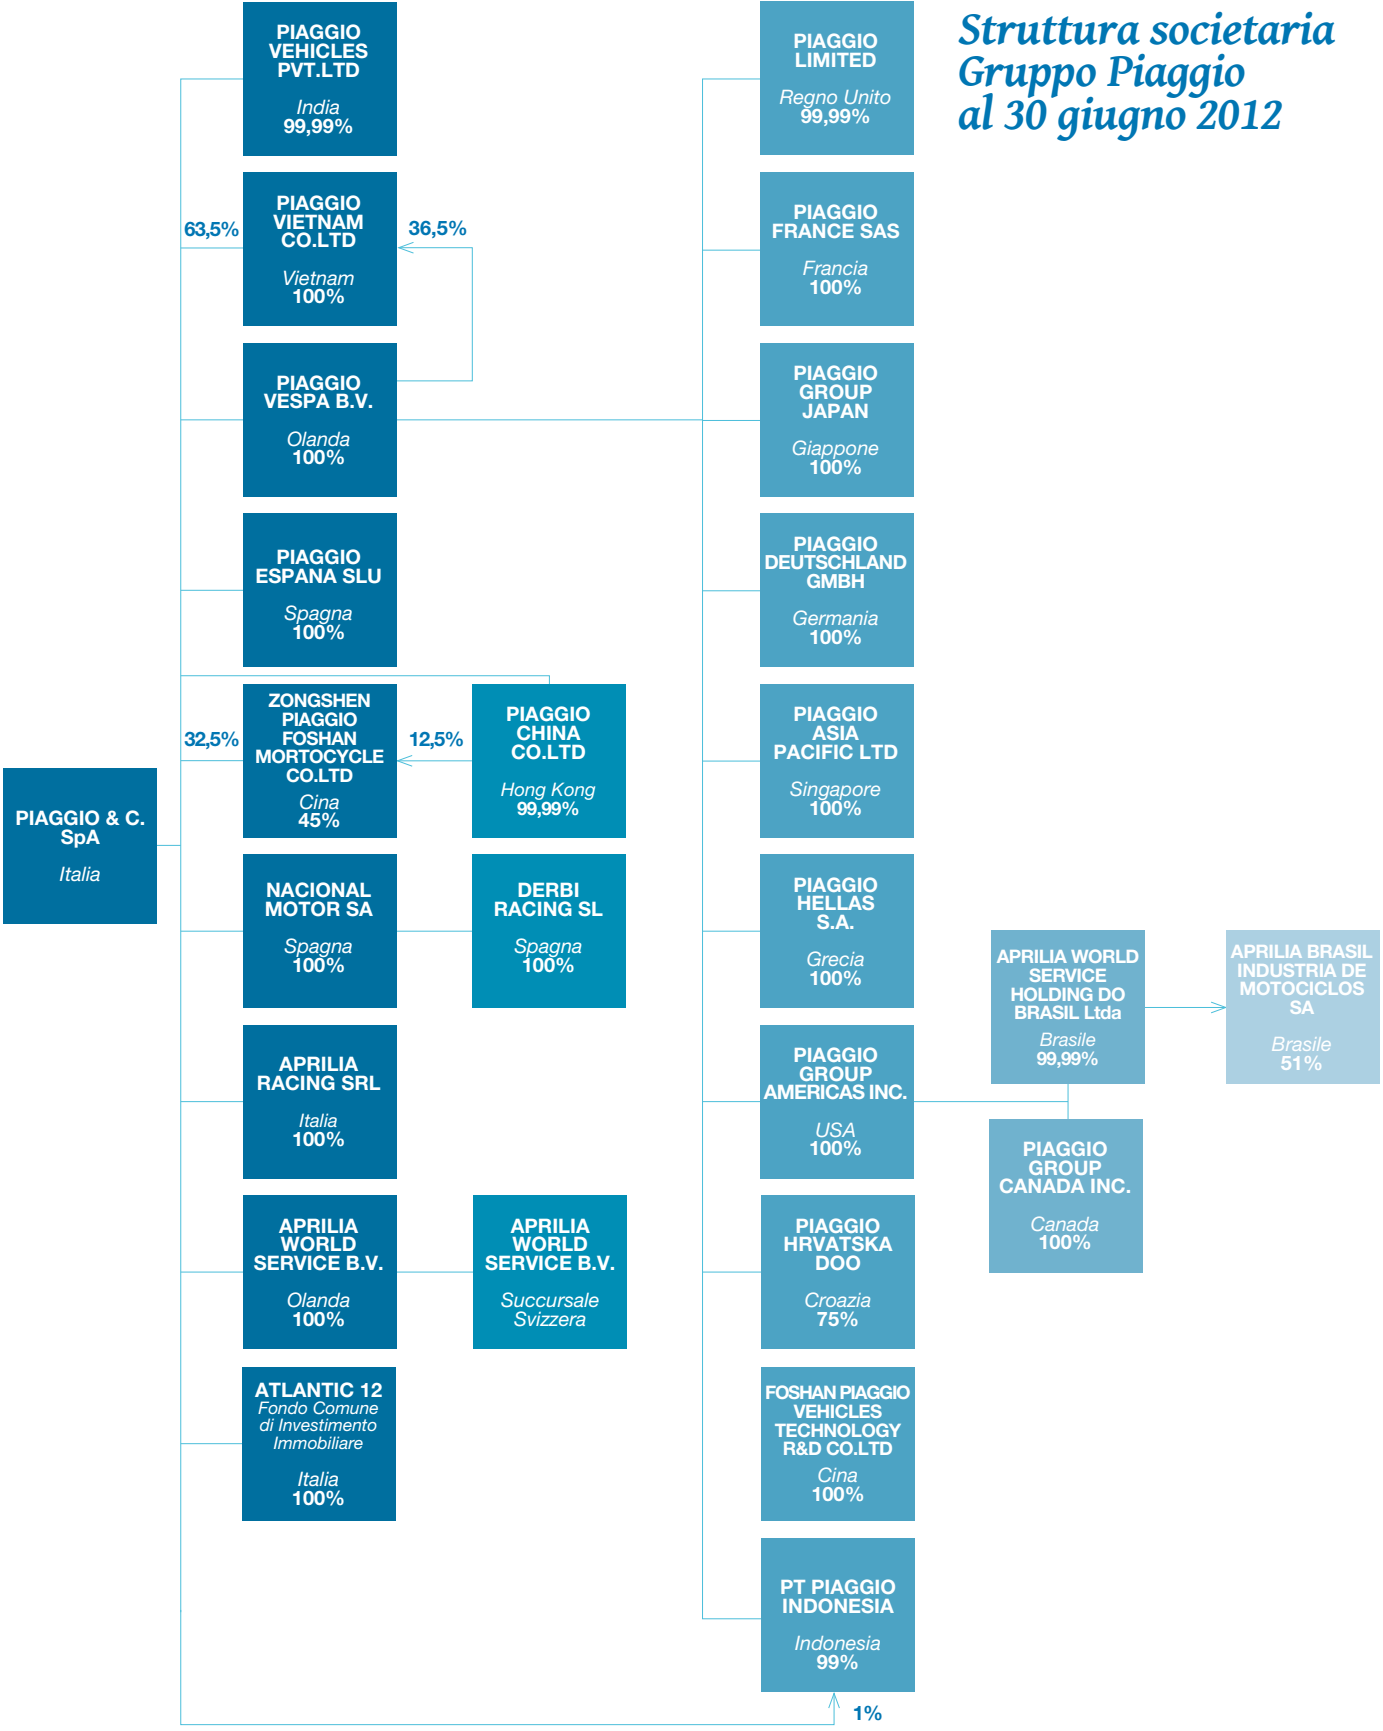 Struttura societaria
Gruppo Piaggio
al 30 giugno 2012
PIAGGIO & C.
SpA
Italia
PIAGGIO
VEHICLES
PVT.LTD
India
99,99%
63,5%
PIAGGIO
VIETNAM
CO.LTD
Vietnam
100%
36,5%
PIAGGIO
VESPA B.V.
Olanda
100%
PIAGGIO
ESPANA SLU
Spagna
100%
32,5%
ZONGSHEN
PIAGGIO
FOSHAN
MORTOCYCLE
CO.LTD
Cina
45%
12,5%
PIAGGIO
CHINA
CO.LTD
Hong Kong
99,99%
NACIONAL
MOTOR SA
Spagna
100%
DERBI
RACING SL
Spagna
100%
APRILIA
RACING SRL
Italia
100%
APRILIA
WORLD
SERVICE B.V.
Olanda
100%
APRILIA
WORLD
SERVICE B.V.
Succursale
Svizzera
ATLANTIC 12
Fondo Comune
di Investimento
Immobiliare
Italia
100%
PIAGGIO
LIMITED
Regno Unito
99,99%
PIAGGIO
FRANCE SAS
Francia
100%
PIAGGIO
GROUP
JAPAN
Giappone
100%
PIAGGIO
DEUTSCHLAND
GMBH
Germania
100%
PIAGGIO
ASIA
PACIFIC LTD
Singapore
100%
PIAGGIO
HELLAS
S.A.
Grecia
100%
PIAGGIO
GROUP
AMERICAS INC.
USA
100%
APRILIA WORLD
SERVICE
HOLDING DO
BRASIL Ltda
Brasile
99,99%
APRILIA BRASIL
INDUSTRIA DE
MOTOCICLOS
SA
Brasile
51%
PIAGGIO
GROUP
CANADA INC.
Canada
100%
PIAGGIO
HRVATSKA
DOO
Croazia
75%
FOSHAN PIAGGIO
VEHICLES
TECHNOLOGY
R&D CO.LTD
Cina
100%
PT PIAGGIO
INDONESIA
Indonesia
99%
1%